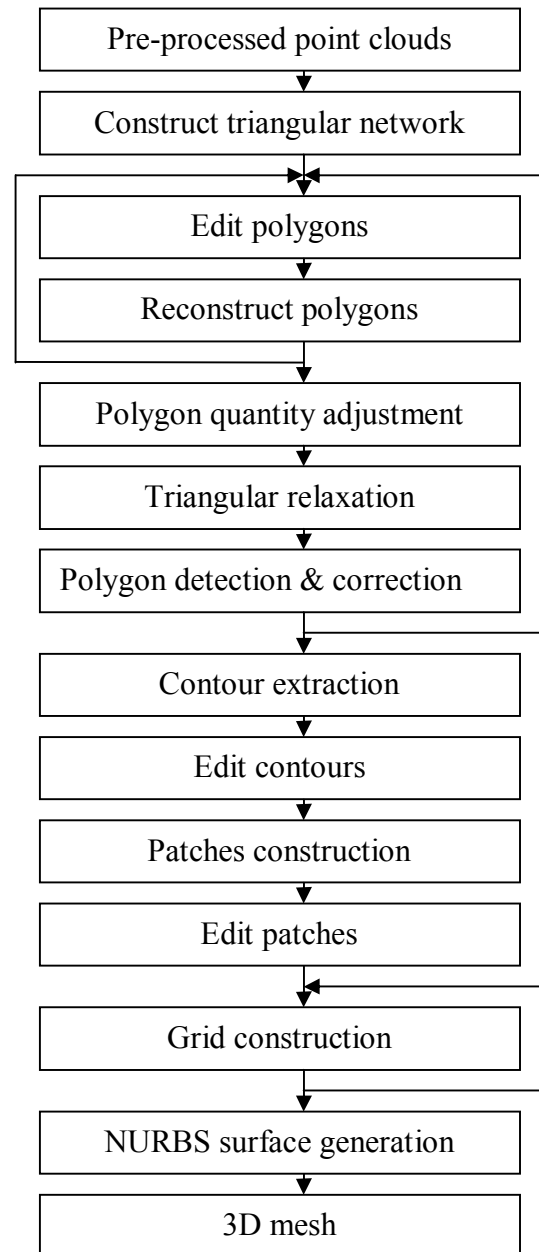 Pre-processed point clouds
Construct triangular network
Edit polygons
Reconstruct polygons
Polygon quantity adjustment
Triangular relaxation
Polygon detection & correction
Contour extraction
Edit contours
Patches construction
Edit patches
Grid construction
NURBS surface generation
3D mesh